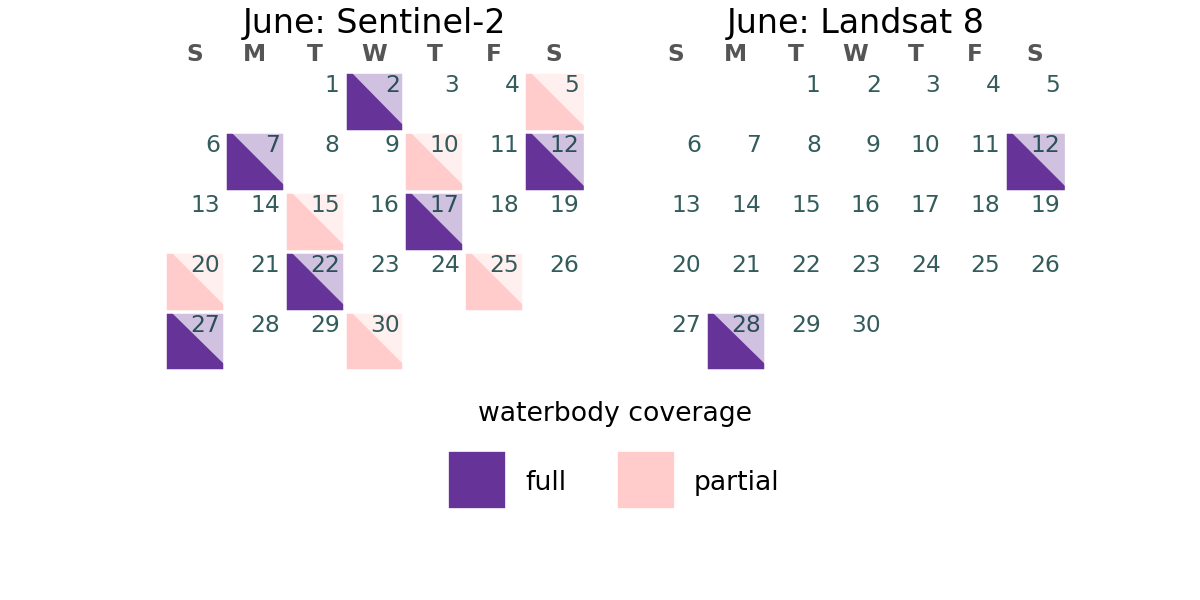 June: Sentinel-2
S M T W T F S
1 2 3 4 5
6 7 8 9 10 11 12
13 14 15 16 17 18 19
20 21 22 23 24 25 26
27 28 29 30
June: Landsat 8
S M T W T F S
1 2 3 4 5
6 7 8 9 10 11 12
13 14 15 16 17 18 19
20 21 22 23 24 25 26
27 28 29 30
waterbody coverage
full
partial